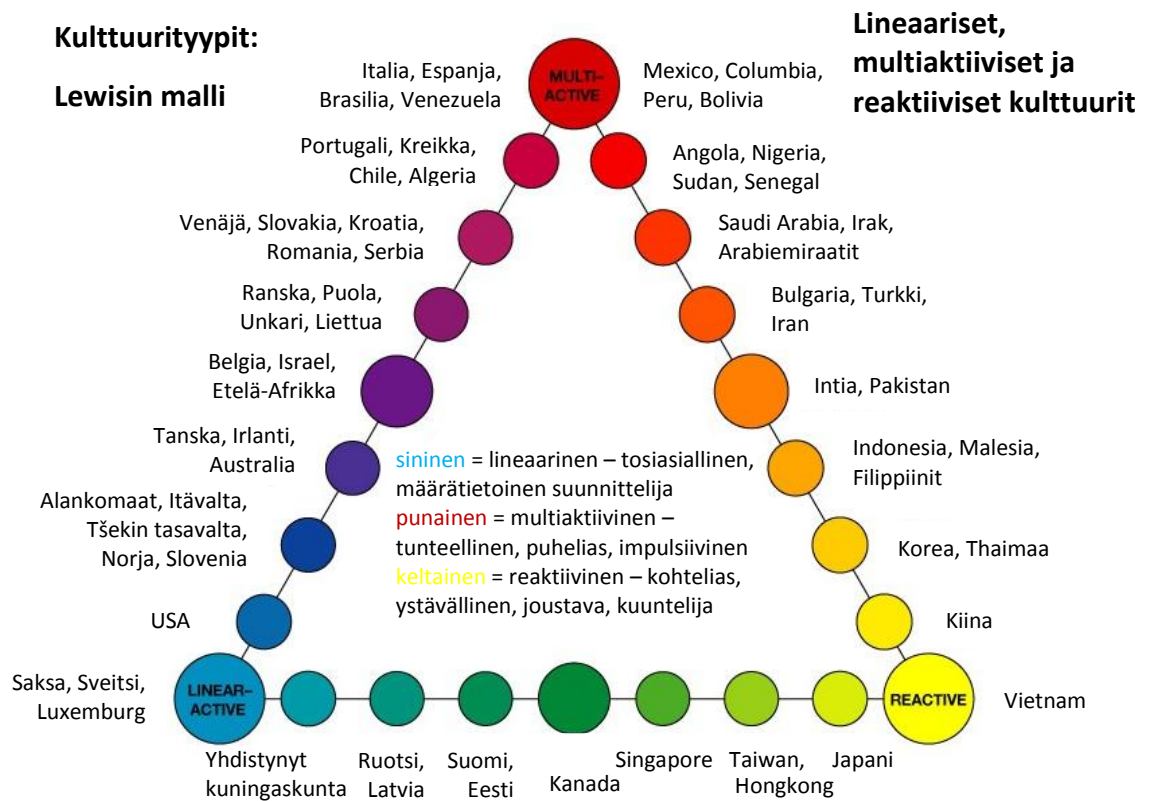 Kulttuurityypit:
Lewisin malli
Lineaariset,
multiaktiiviset ja
reaktiiviset kulttuurit
MULTI-
ACTIVE
Italia, Espanja,
Brasilia, Venezuela
Mexico, Columbia,
Peru, Bolivia
Portugali, Kreikka,
Chile, Algeria
Angola, Nigeria,
Sudan, Senegal
Venäjä, Slovakia, Kroatia,
Romania, Serbia
Saudi Arabia, Irak,
Arabiemiraatit
Ranska, Puola,
Unkari, Liettua
Bulgaria, Turkki,
Iran
Belgia, Israel,
Etelä-Afrikka
Intia, Pakistan
Tanska, Irlanti,
Australia
Indonesia, Malesia,
Filippiinit
sininen = lineaarinen – tosiasiallinen,
määrätietoinen suunnittelija
punainen = multiaktiivinen –
tunteellinen, puhelias, impulsiivinen
keltainen = reaktiivinen – kohtelias,
ystävällinen, joustava, kuuntelija
Alankomaat, Itävalta,
Tšekin tasavalta,
Norja, Slovenia
Korea, Thaimaa
USA
Kiina
Saksa, Sveitsi,
Luxemburg
LINEAR-
ACTIVE
REACTIVE
Vietnam
Yhdistynyt
kuningaskunta
Ruotsi,
Latvia
Suomi,
Eesti
Kanada
Singapore
Taiwan,
Hongkong
Japani